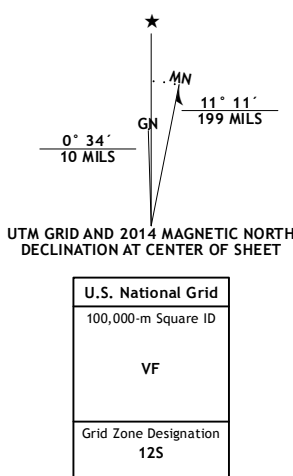 ★
MN
GN
11° 11´
199 MILS
0° 34´
10 MILS
UTM GRID AND 2014 MAGNETIC NORTH
DECLINATION AT CENTER OF SHEET
U.S. National Grid
100,000-m Square ID
VF
Grid Zone Designation
12S